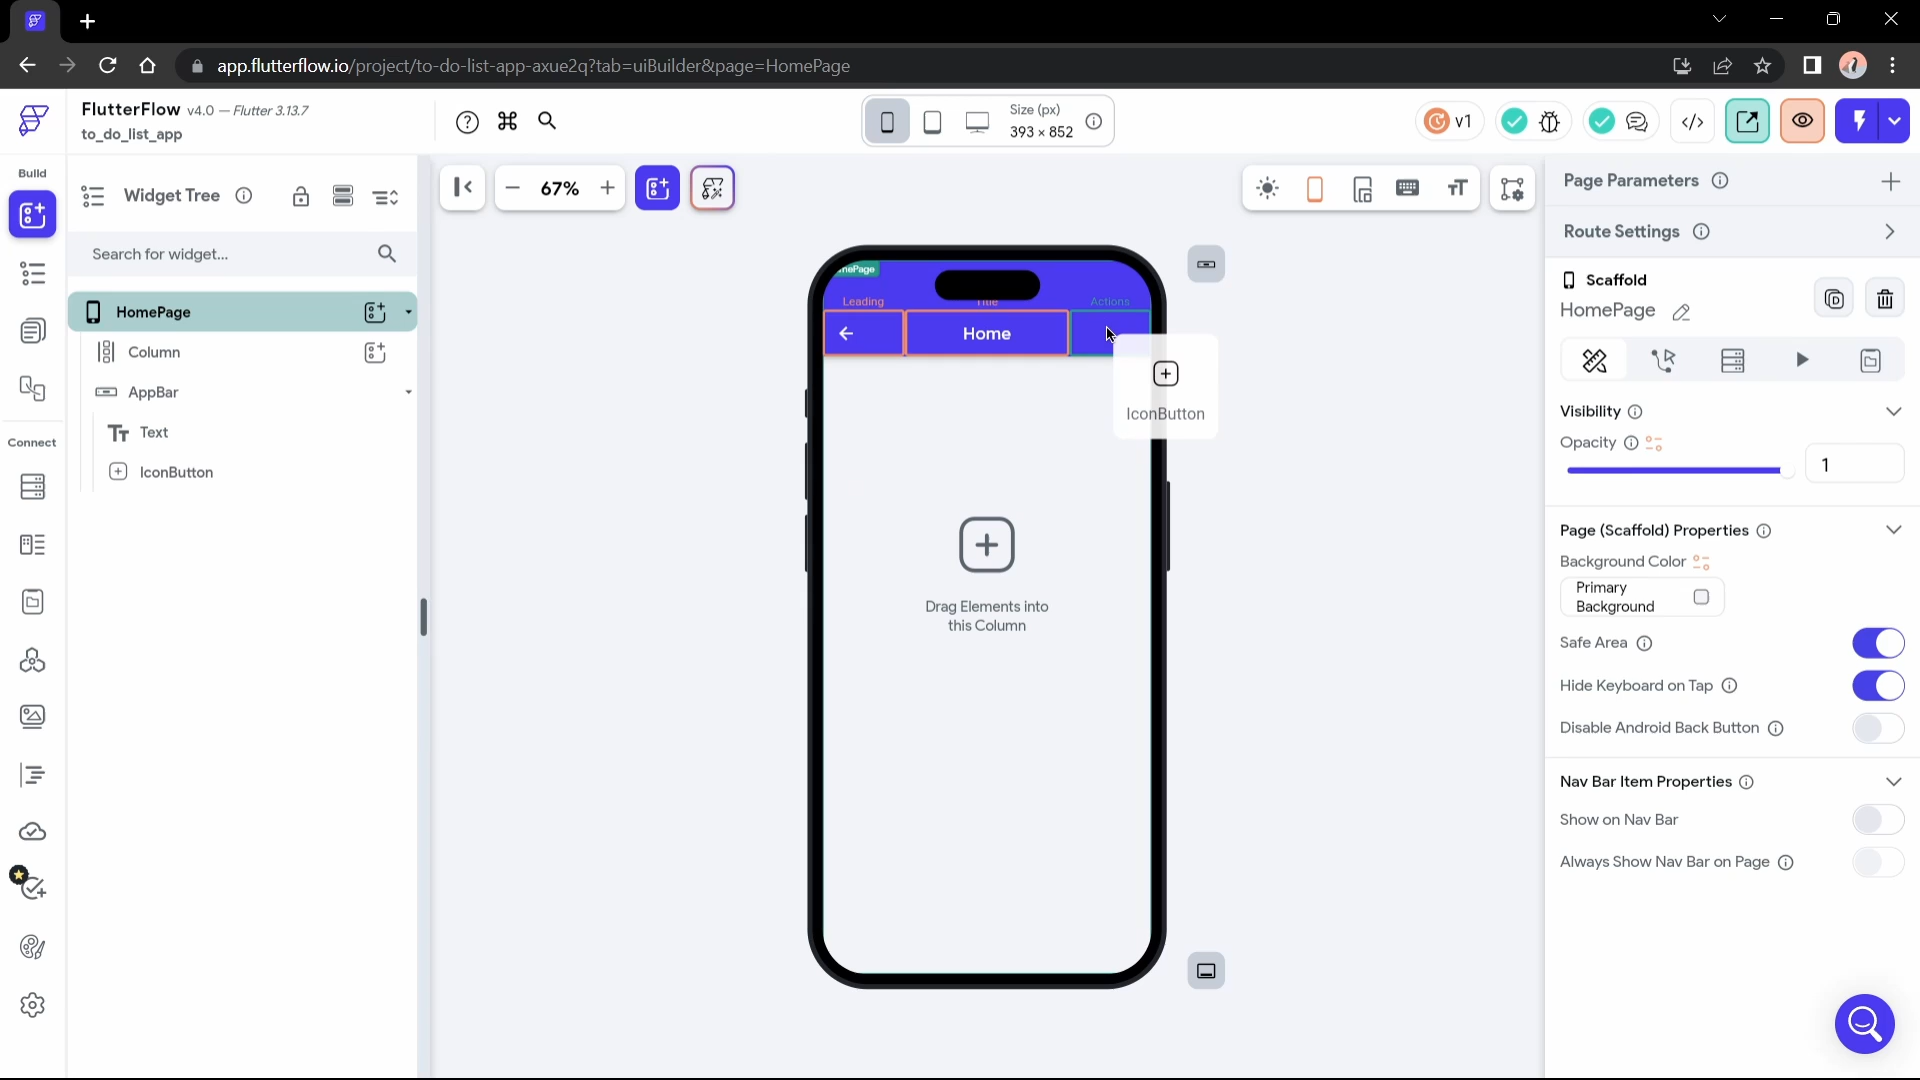 app.flutterflow.io/project/to-do-list-app-axue2q?tab=uiBuilder&page=HomePage
FlutterFlow v4.0 — Flutter 3.13.7
to_do_list_app
Size (px)
393 × 852
v1
Build
Widget Tree
67%
Page Parameters
Route Settings
Search for widget...
Scaffold
HomePage
HomePage
Column
AppBar
Text
IconButton
Connect
mePage
Leading
Title
Actions
Home
IconButton
Drag Elements into
this Column
Visibility
Opacity
1
Page (Scaffold) Properties
Background Color
Primary
Background
Safe Area
Hide Keyboard on Tap
Disable Android Back Button
Nav Bar Item Properties
Show on Nav Bar
Always Show Nav Bar on Page